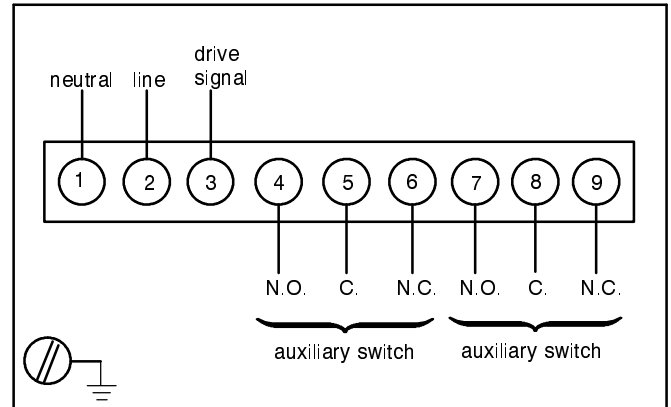 drive
neutral line signal
1 2 3 4 5 6 7 8 9
N.O. C. N.C. N.O. C. N.C.
auxiliary switch auxiliary switch